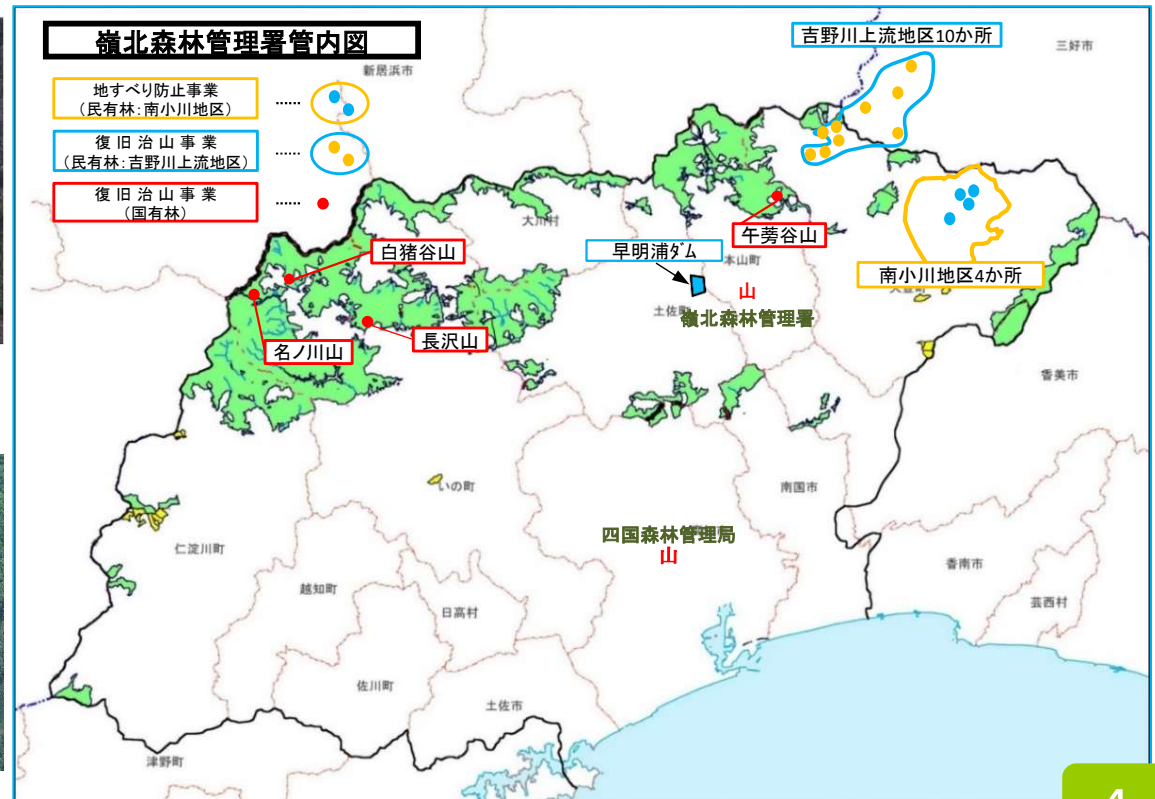 嶺北森林管理署管内図
地すべり防止事業
(民有林:南小川地区)
……
復旧治山事業
(民有林:吉野川上流地区)
……
復旧治山事業
(国有林)
……
吉野川上流地区10か所
三好市
新居浜市
大川村
白猪谷山
早明浦ダム
午蒡谷山
本山町
南小川地区4か所
山
土佐町
嶺北森林管理署
名ノ川山
長沢山
香美市
いの町
南国市
四国森林管理局
山
仁淀川町
越知町
日高村
香南市
芸西村
佐川町
土佐市
津野町
4